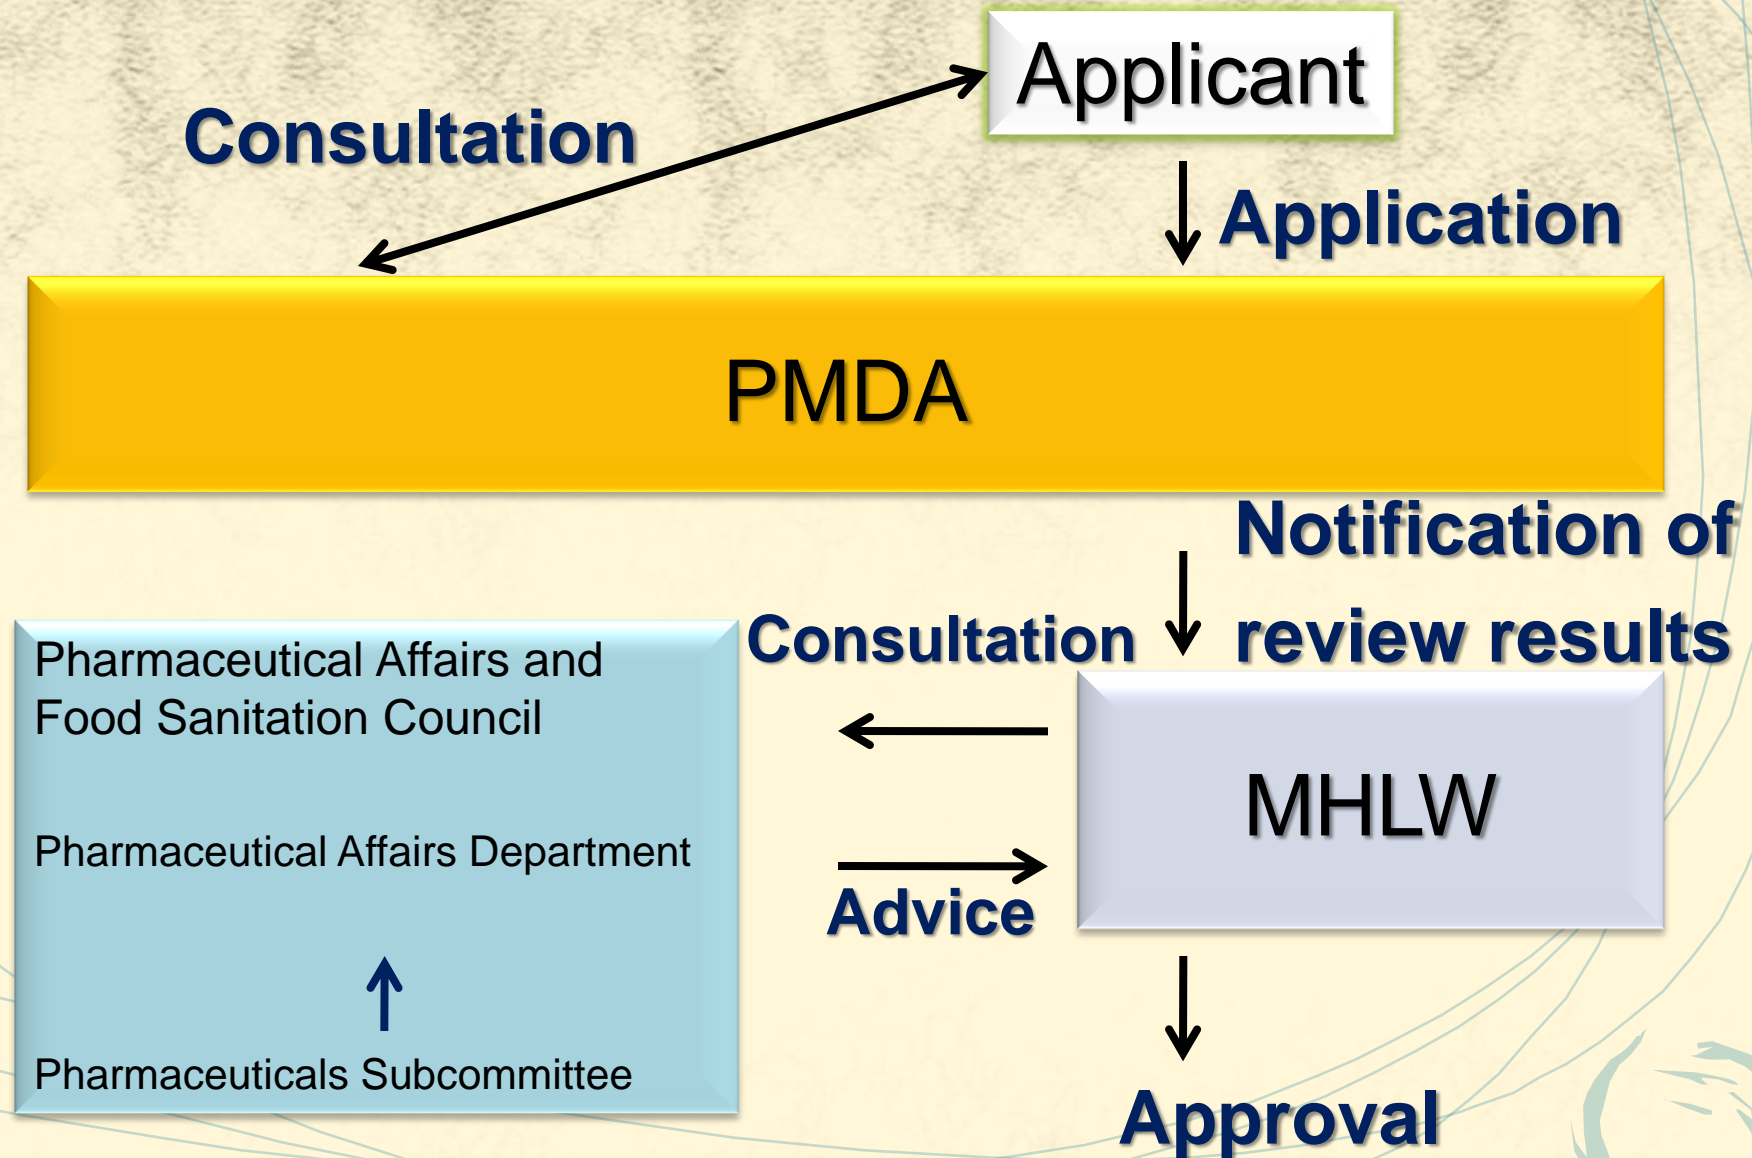 Applicant
Consultation
Application
PMDA
Notification of
review results
Consultation
Pharmaceutical Affairs and
Food Sanitation Council
MHLW
Pharmaceutical Affairs Department
Advice
Pharmaceuticals Subcommittee
Approval